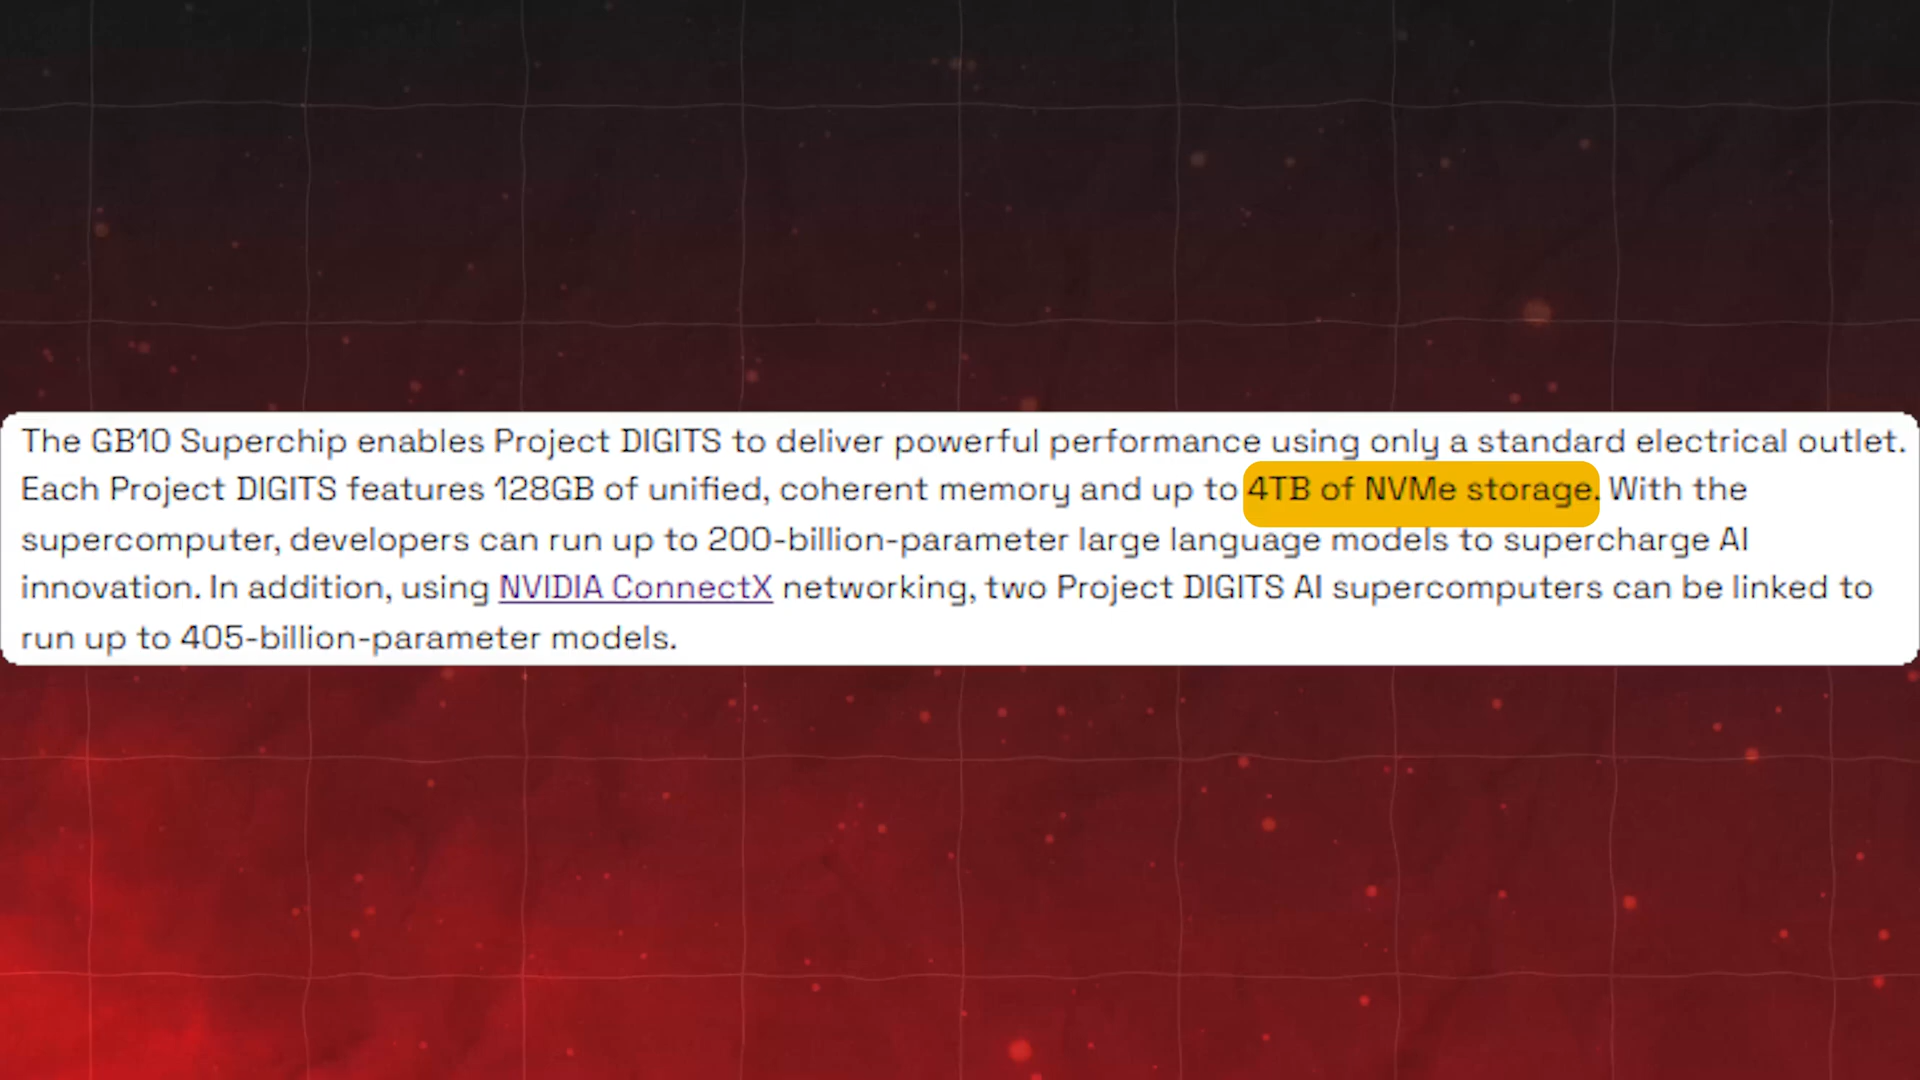 The GB10 Superchip enables Project DIGITS to deliver powerful performance using only a standard electrical outlet.
Each Project DIGITS features 128GB of unified, coherent memory and up to 4TB of NVMe storage. With the
supercomputer, developers can run up to 200-billion-parameter large language models to supercharge AI
innovation. In addition, using NVIDIA ConnectX networking, two Project DIGITS AI supercomputers can be linked to
run up to 405-billion-parameter models.